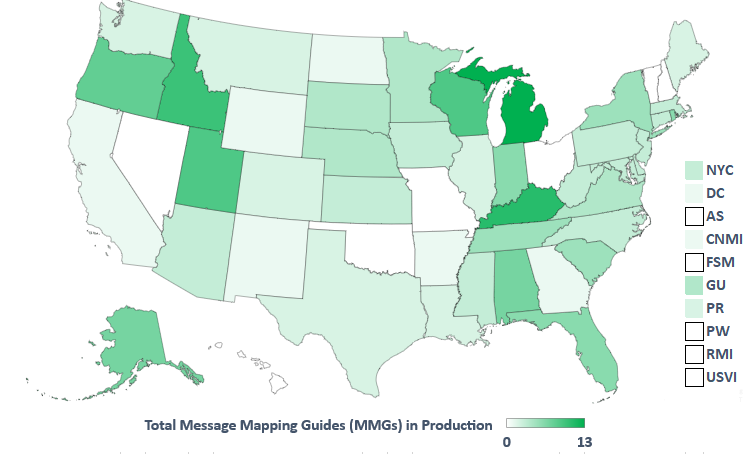 NYC
DC
AS
CNMI
FSM
GU
PR
PW
RMI
USVI
Total Message Mapping Guides (MMGs) in Production
0 13